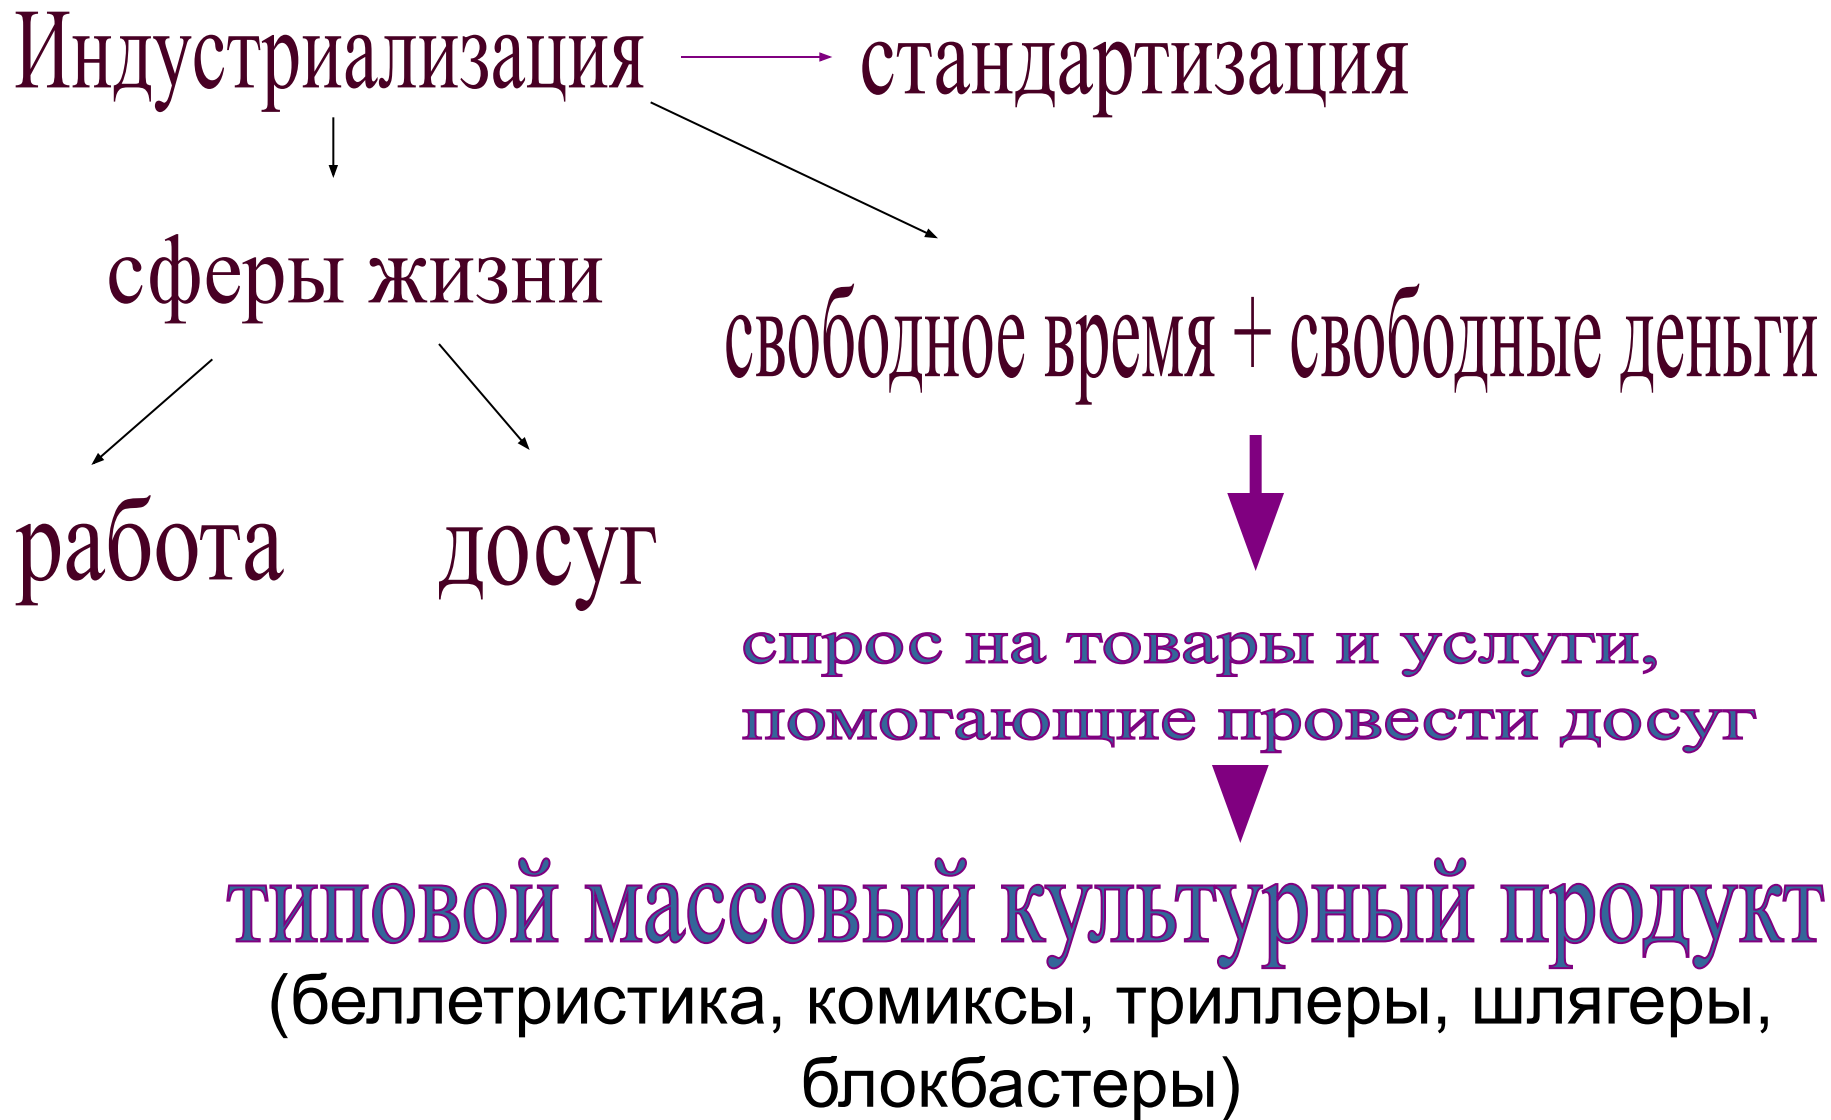 Индустриализация
стандартизация
сферы жизни
свободное время + свободные деньги
работа
досуг
спрос на товары и услуги,
помогающие провести досуг
типовой массовый культурный продукт
(беллетристика, комиксы, триллеры, шлягеры,
блокбастеры)